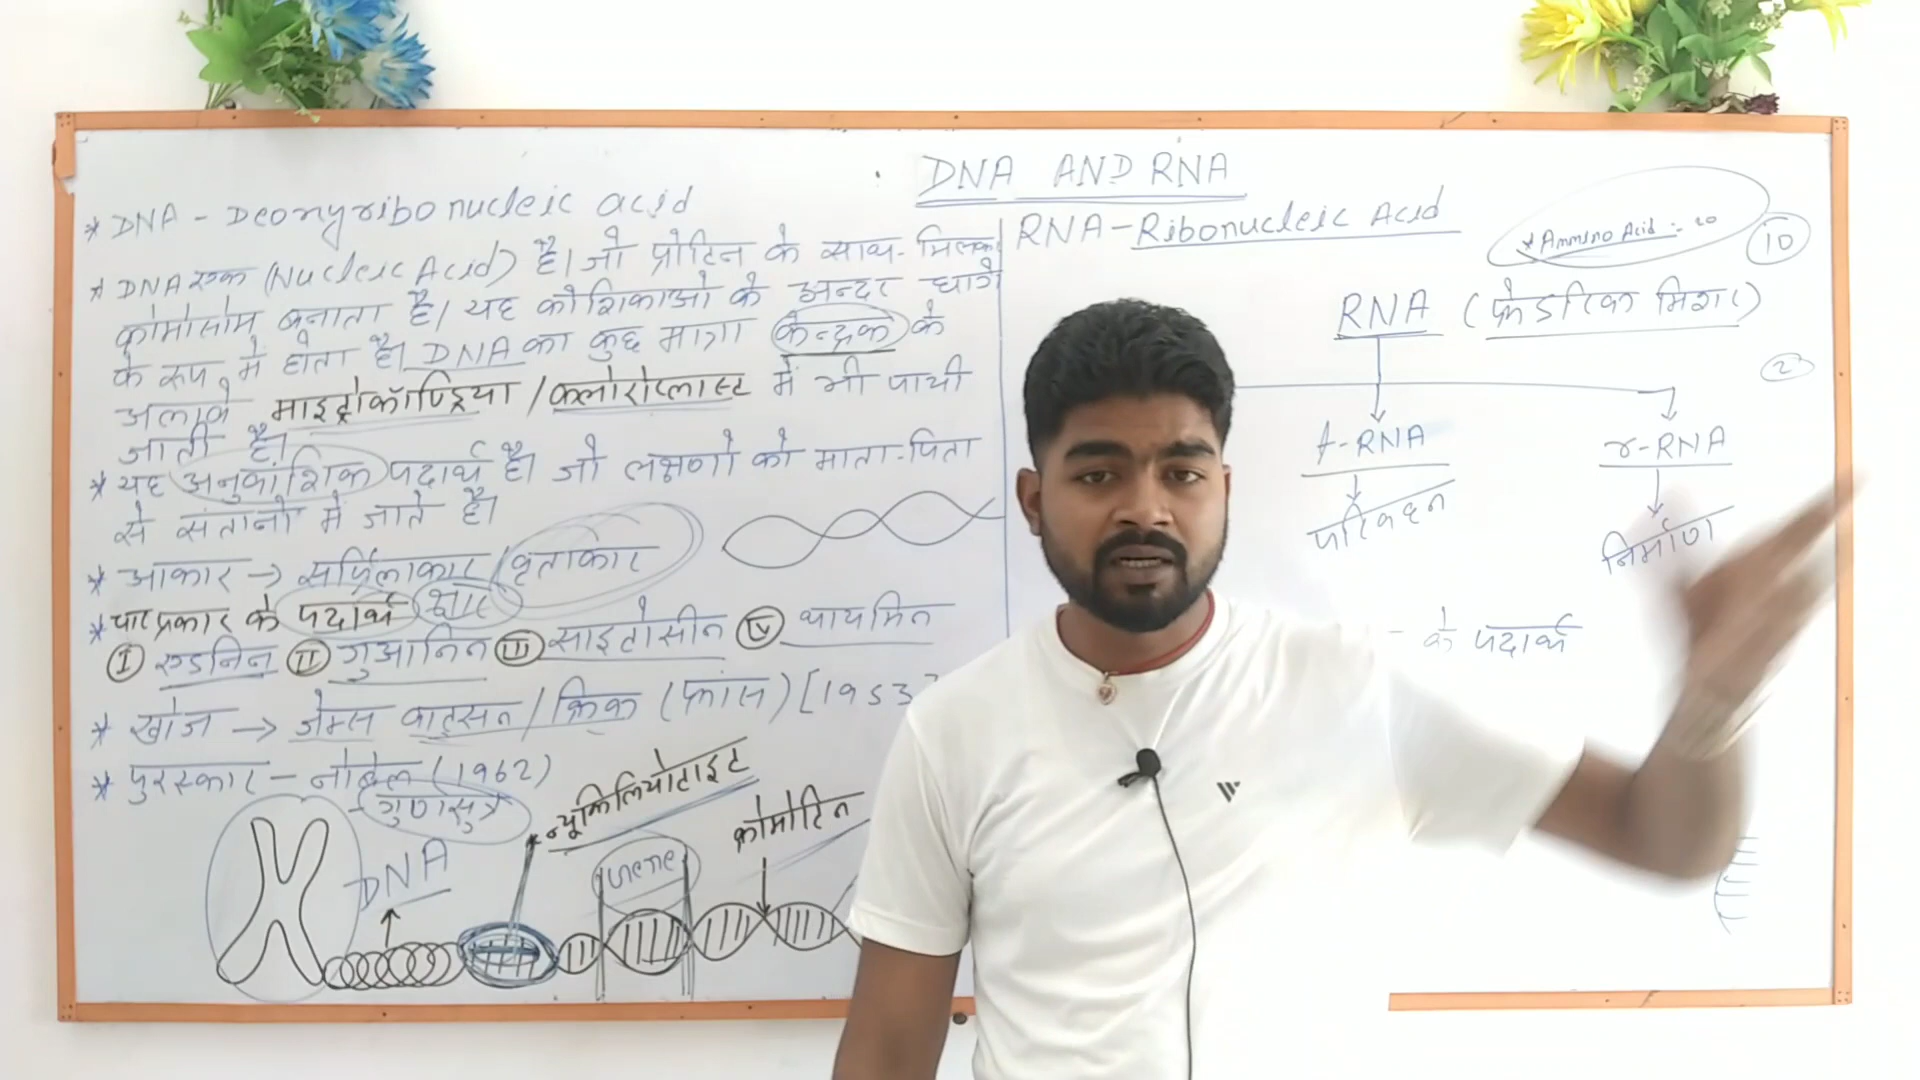 DNA AND RNA
* DNA - Deoxnyribonucleic acid
* DNA एक (Nucleic Acid) है। जो प्रोटिन के साथ-मिलकर
क्रोमोसोम बनाता है। यह कोशिकाओ के अन्दर धागे
के रूप में होता है। DNA का कुछ मात्रा केन्द्रक के
अलावे माइट्रोकॉण्ड्रिया / क्लोरोप्लास्ट में भी पायी
जाती है।
* यह अनुवांशिक पदार्थ है। जो लक्षणो को माता-पिता
से संतानो में जाते है।
* आकार → सर्पिलाकार / वृताकार
* चार प्रकार के पदार्थ क्षार
I एडनिन II गुआनिन III साइटोसीन IV थायमिन
* खोज → जेम्स वाट्सन / क्रिक (फ्रांस) [1953
* पुरस्कार - नोबेल (1962)
- गुणसुत्र
DNA
न्यूक्लियोटाइट
gene
क्रोमोटिन
RNA - Ribonucleic Acid
* Ammino Acid :- 20
10
RNA (फ्रेडरिका मिशर)
2
t-RNA
r-RNA
परिवहन
निर्माण
- के पदार्थ